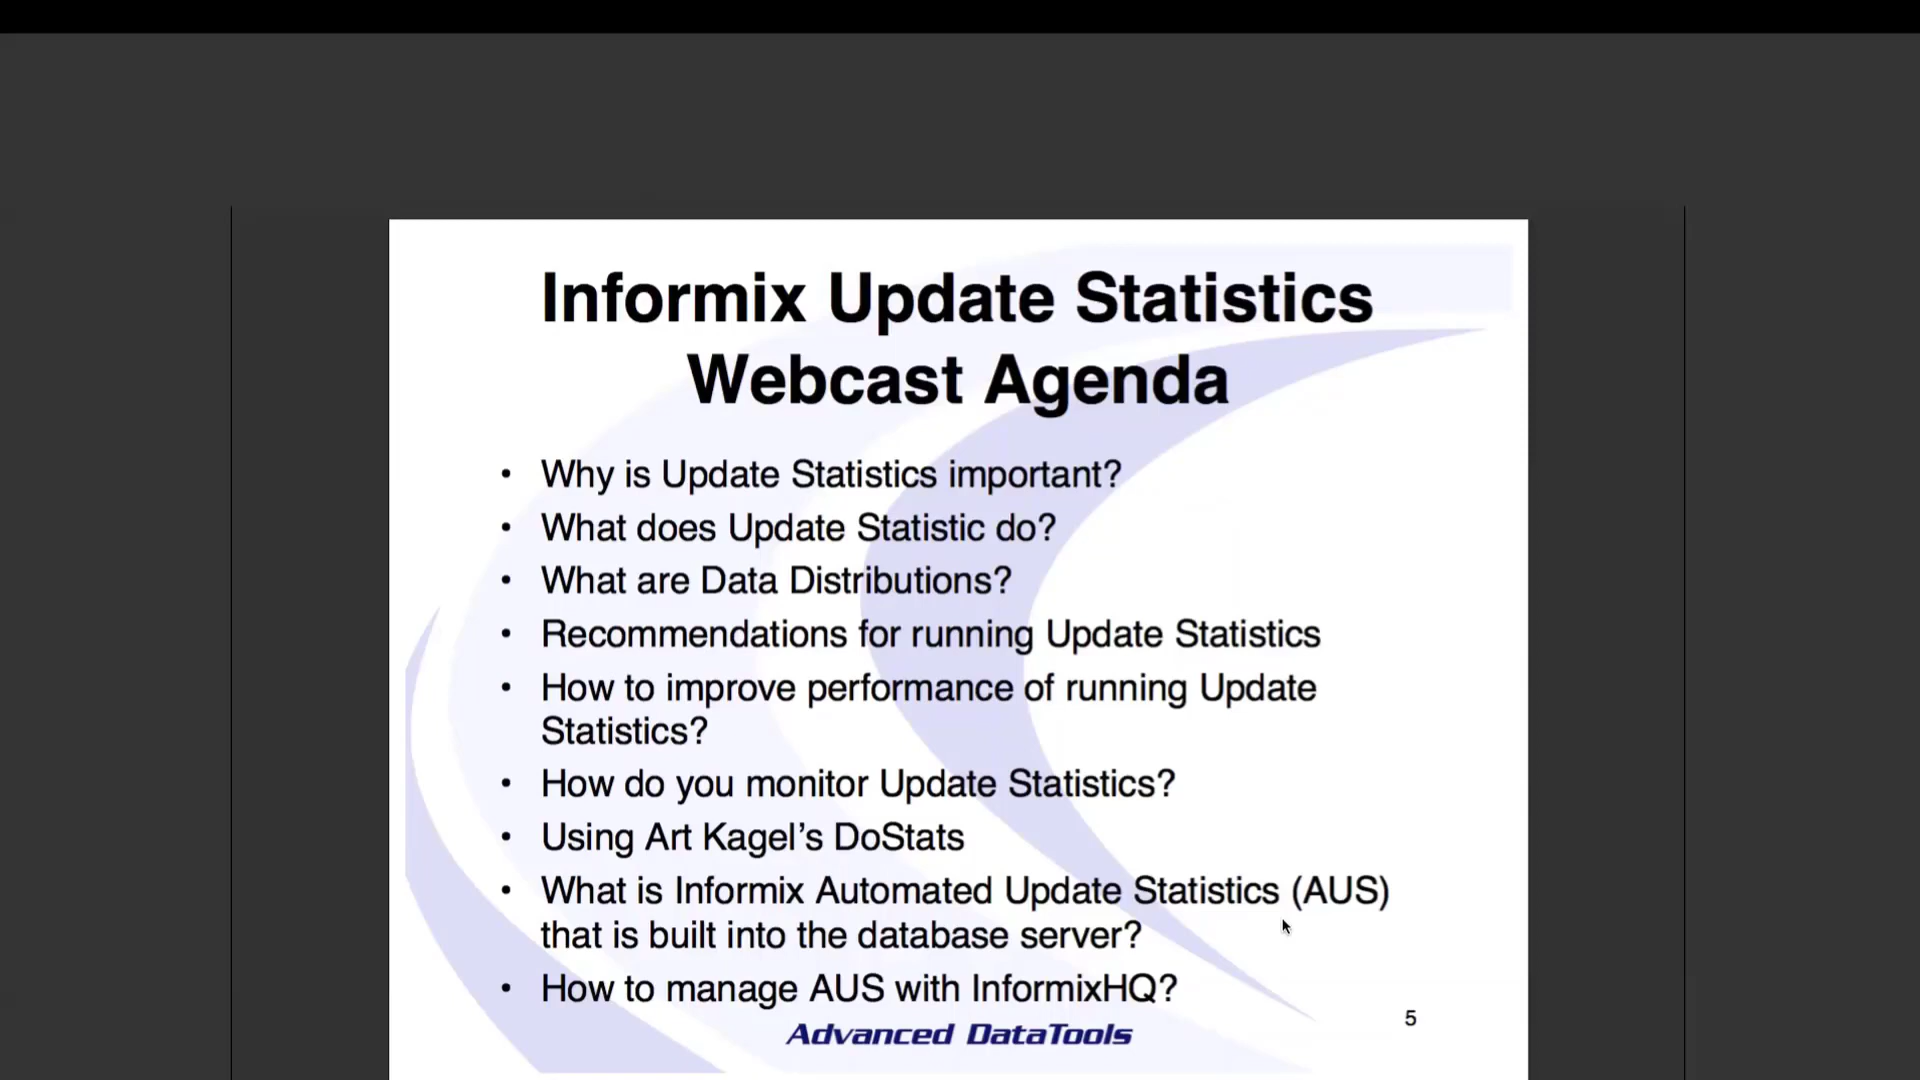 Informix Update Statistics
Webcast Agenda
• Why is Update Statistics important?
• What does Update Statistic do?
• What are Data Distributions?
• Recommendations for running Update Statistics
• How to improve performance of running Update
Statistics?
• How do you monitor Update Statistics?
• Using Art Kagel’s DoStats
• What is Informix Automated Update Statistics (AUS)
that is built into the database server?
• How to manage AUS with InformixHQ?
5
Advanced DataTools